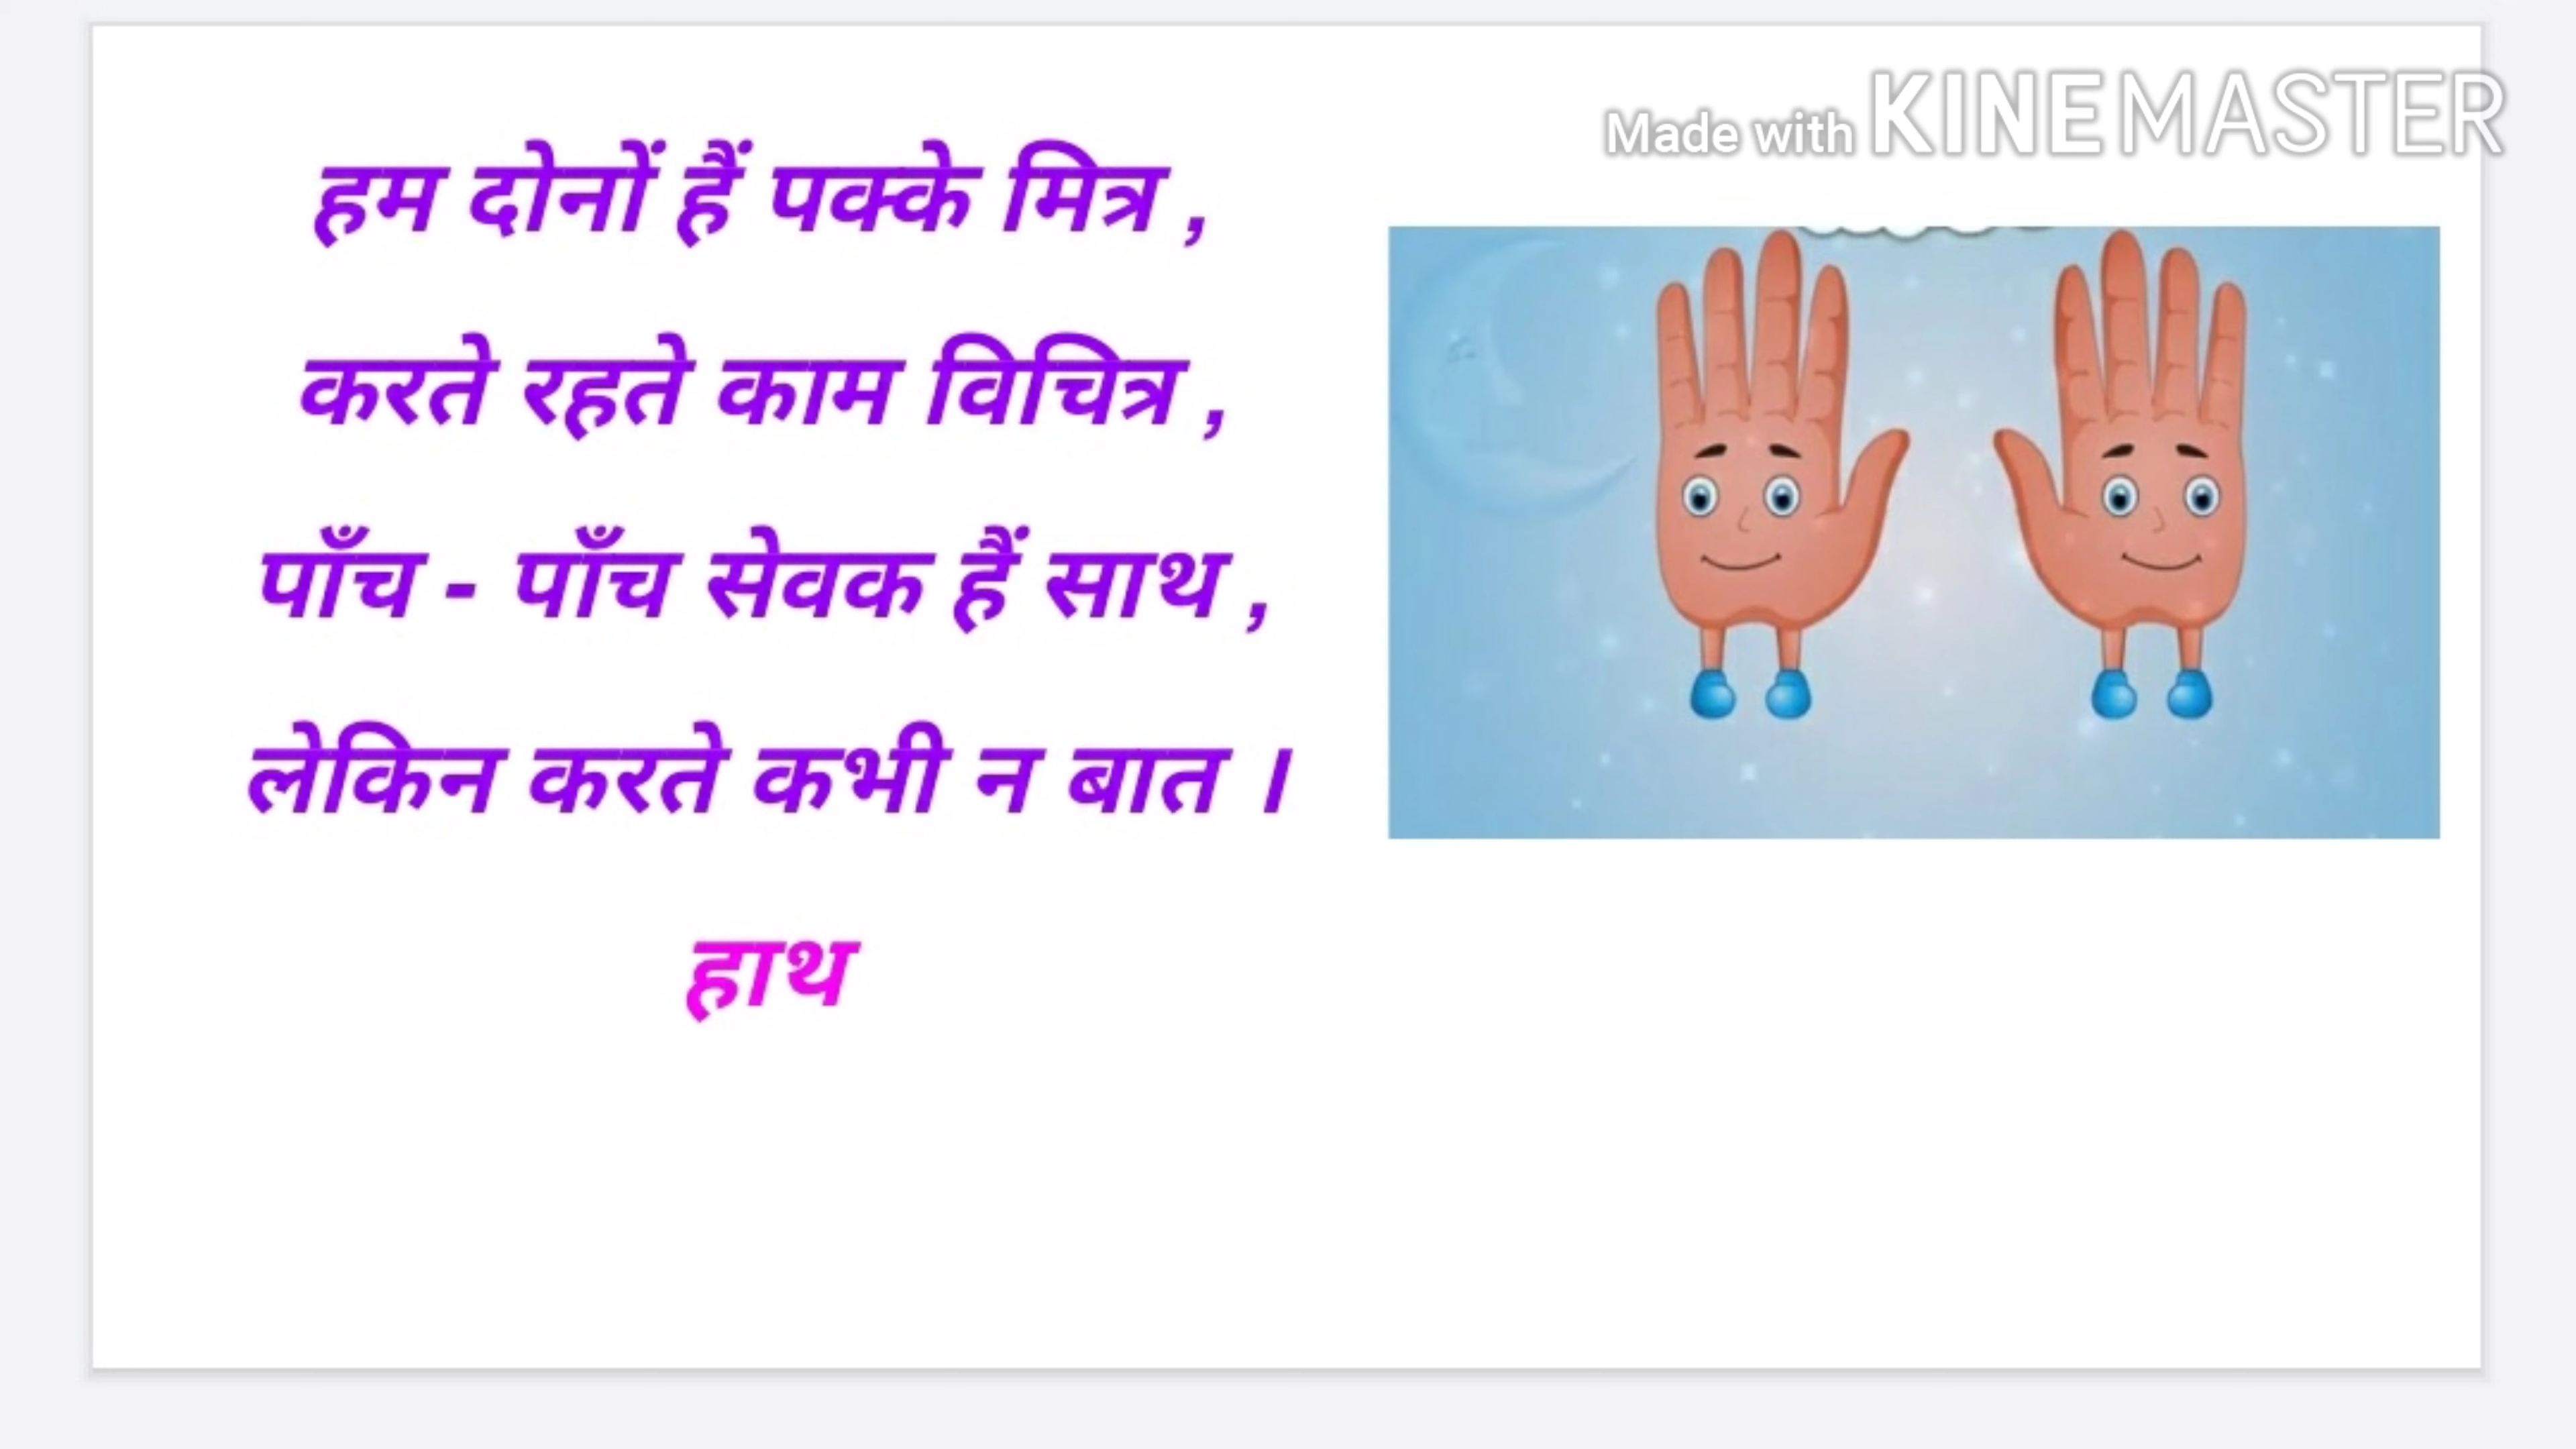 Made with KINEMASTER
हम दोनों हैं पक्के मित्र ,
करते रहते काम विचित्र ,
पाँच - पाँच सेवक हैं साथ ,
लेकिन करते कभी न बात ।
हाथ